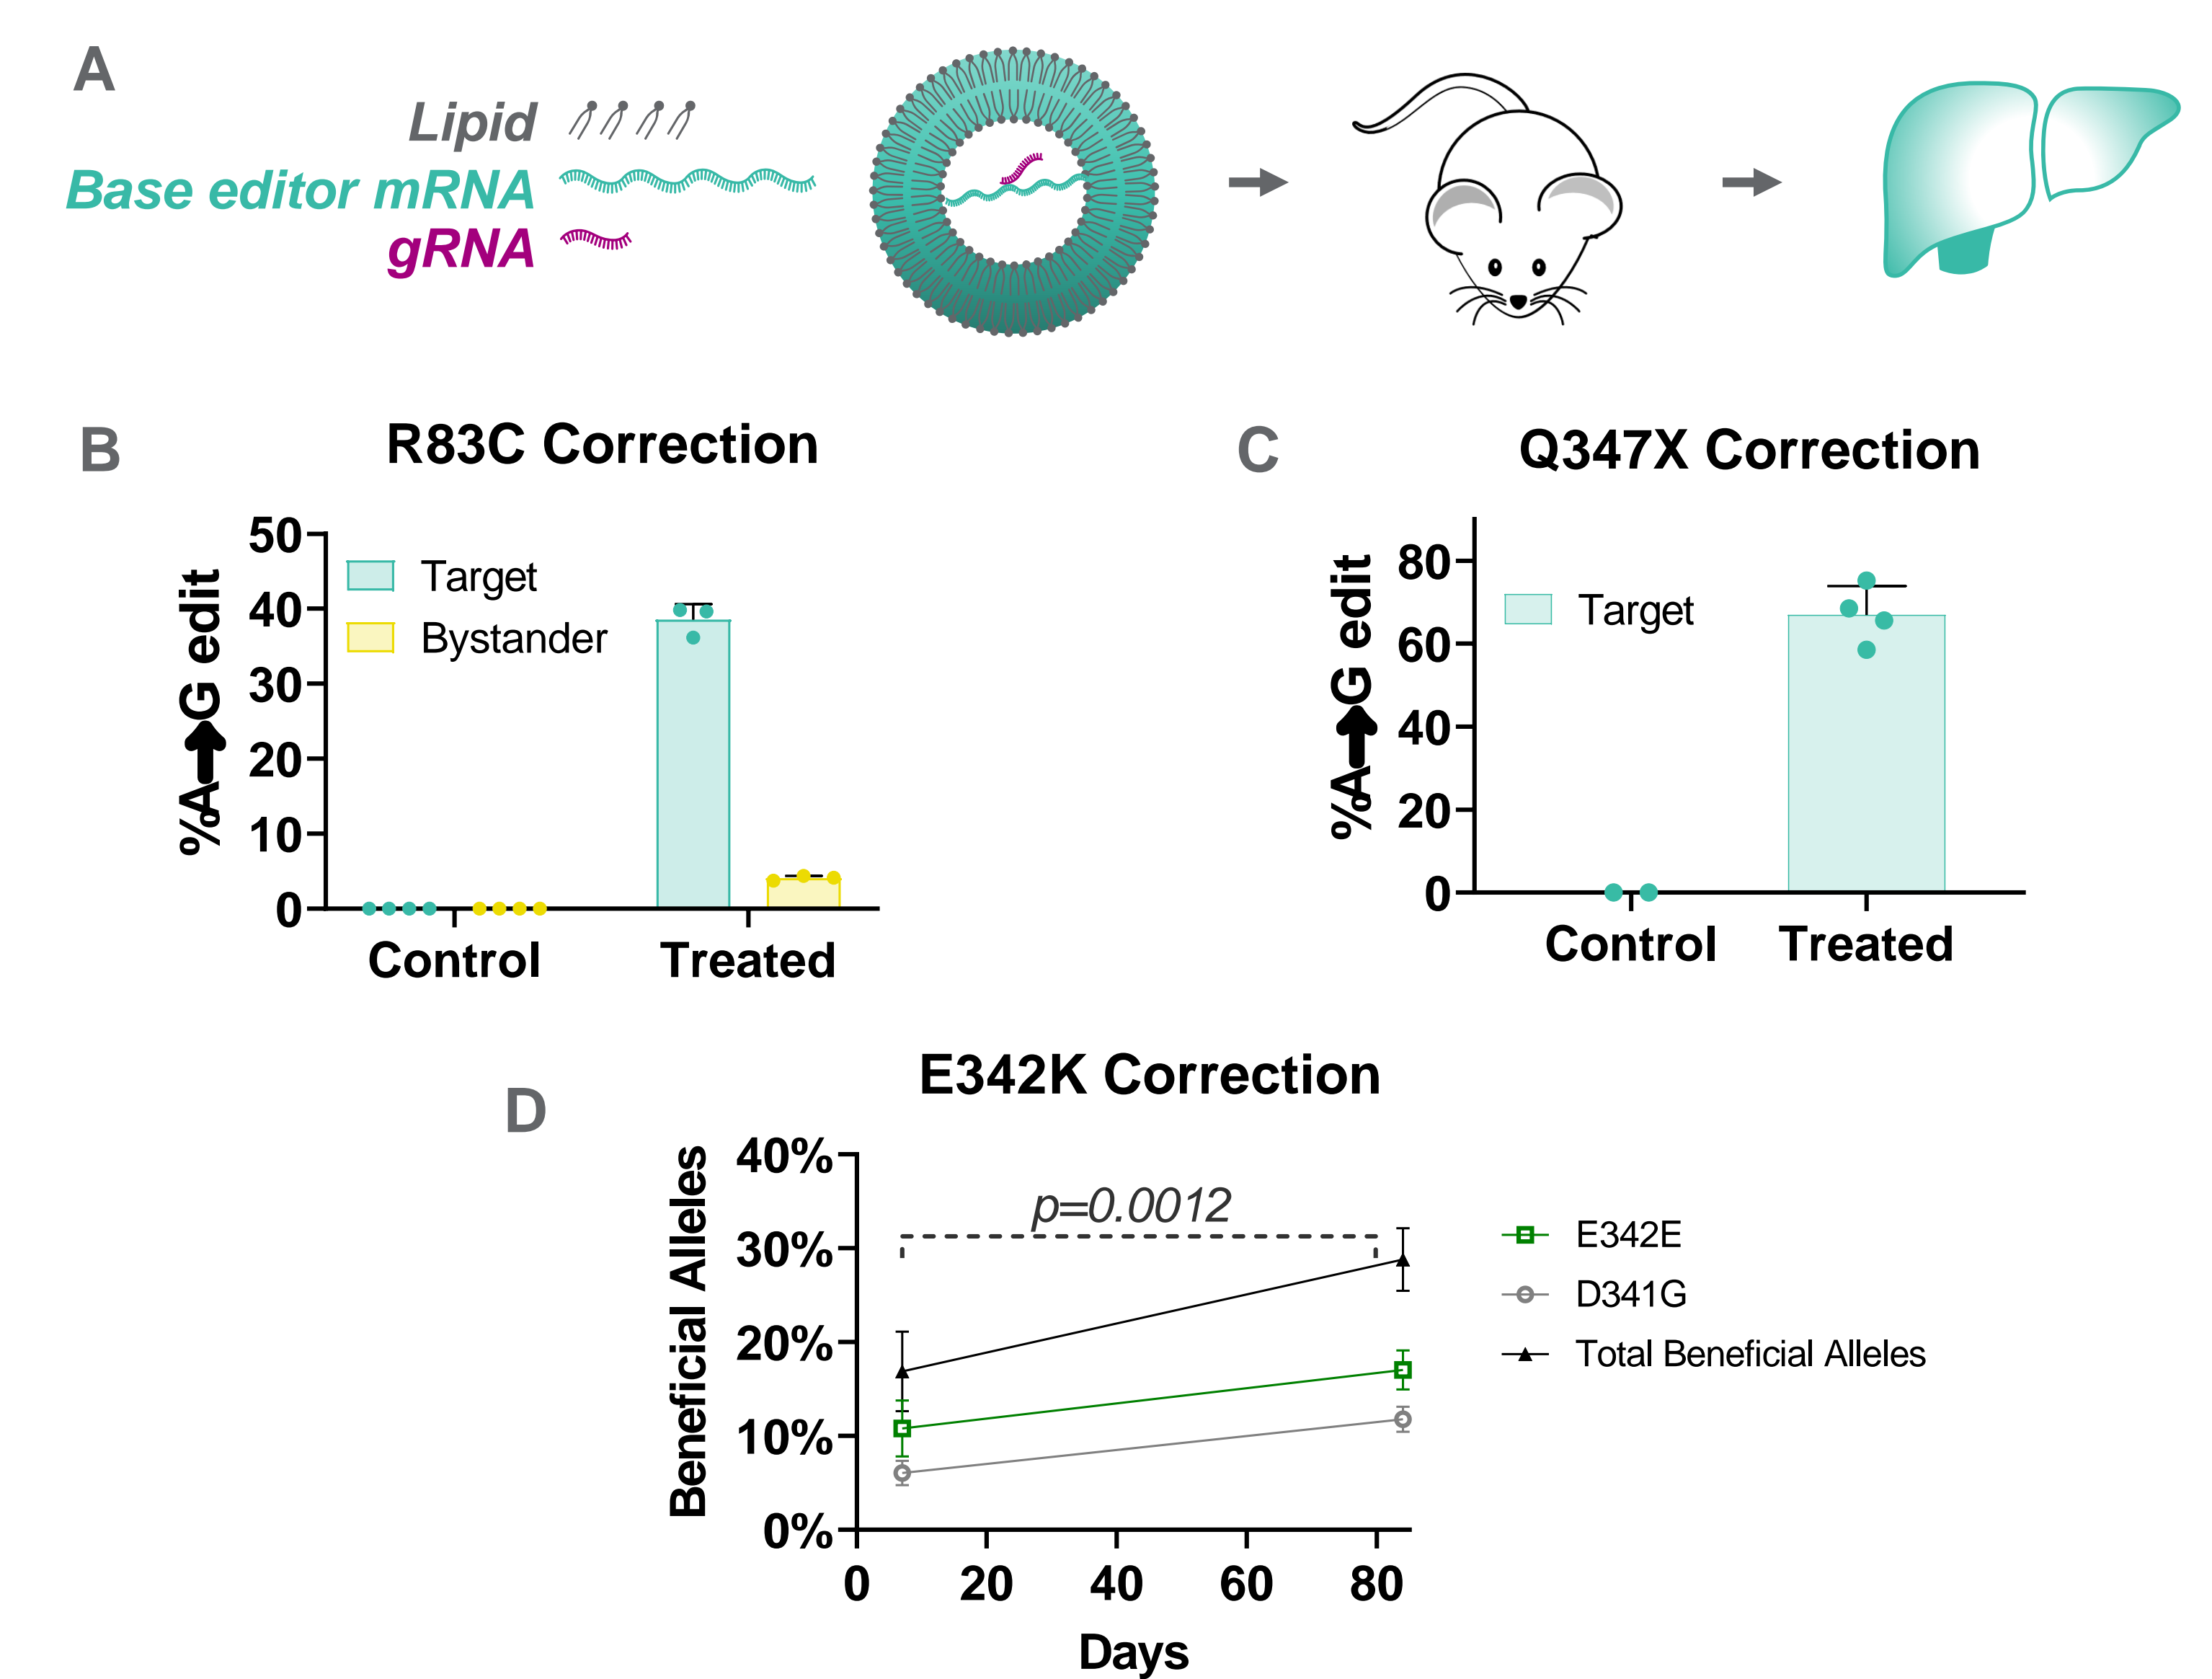 A
Lipid
Base editor mRNA
gRNA
B
R83C Correction
%A→G edit
50
40
30
20
10
0
Target
Bystander
Control
Treated
C
Q347X Correction
%A→G edit
80
60
40
20
0
Target
Control
Treated
D
E342K Correction
Beneficial Alleles
40%
30%
20%
10%
0%
p=0.0012
0 20 40 60 80
Days
E342E
D341G
Total Beneficial Alleles